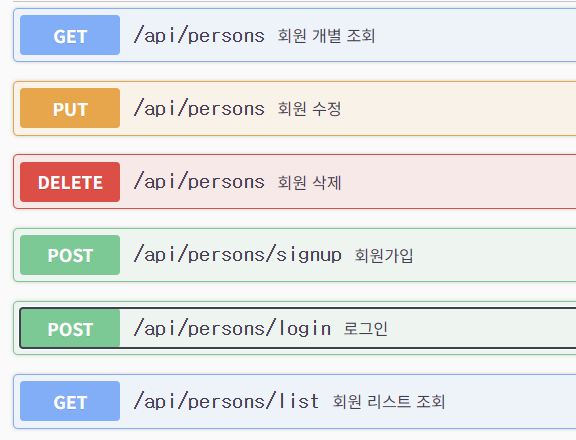 GET /api/persons 회원 개별 조회
PUT /api/persons 회원 수정
DELETE /api/persons 회원 삭제
POST /api/persons/signup 회원가입
POST /api/persons/login 로그인
GET /api/persons/list 회원 리스트 조회